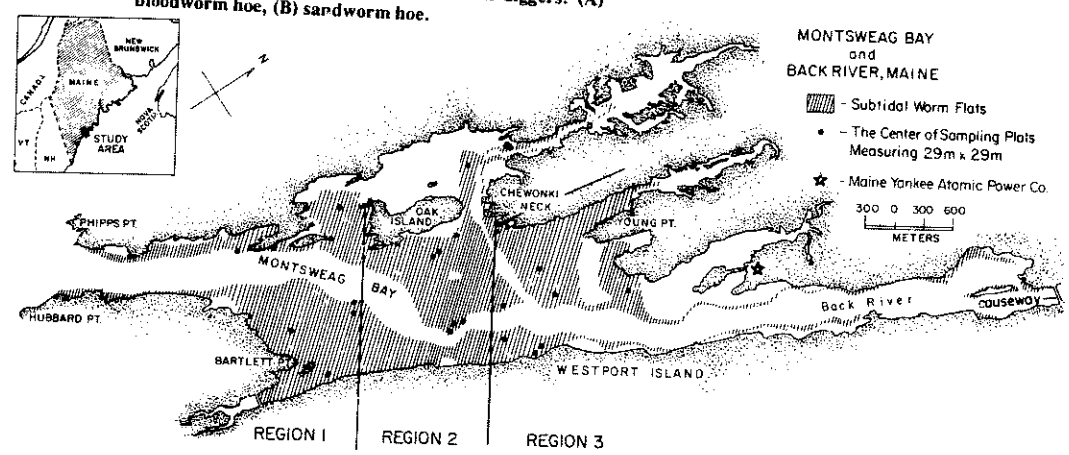 diggers. (A)
bloodworm hoe, (B) sandworm hoe.
NEW
BRUNSWICK
CANADA
MAINE
NOVA
SCOTIA
STUDY
AREA
VT
NH
N
MONTSWEAG BAY
and
BACK RIVER, MAINE
- Subtidal Worm Flats
- The Center of Sampling Plats
Measuring 29m x 29m
- Maine Yankee Atomic Power Co.
300 0 300 600
METERS
CHEWONKI
NECK
OAK
ISLAND
YOUNG PT.
PHIPPS PT.
MONTSWEAG
BAY
Back River
causeway
HUBBARD PT.
BARTLETT PT.
WESTPORT ISLAND
REGION 1
REGION 2
REGION 3